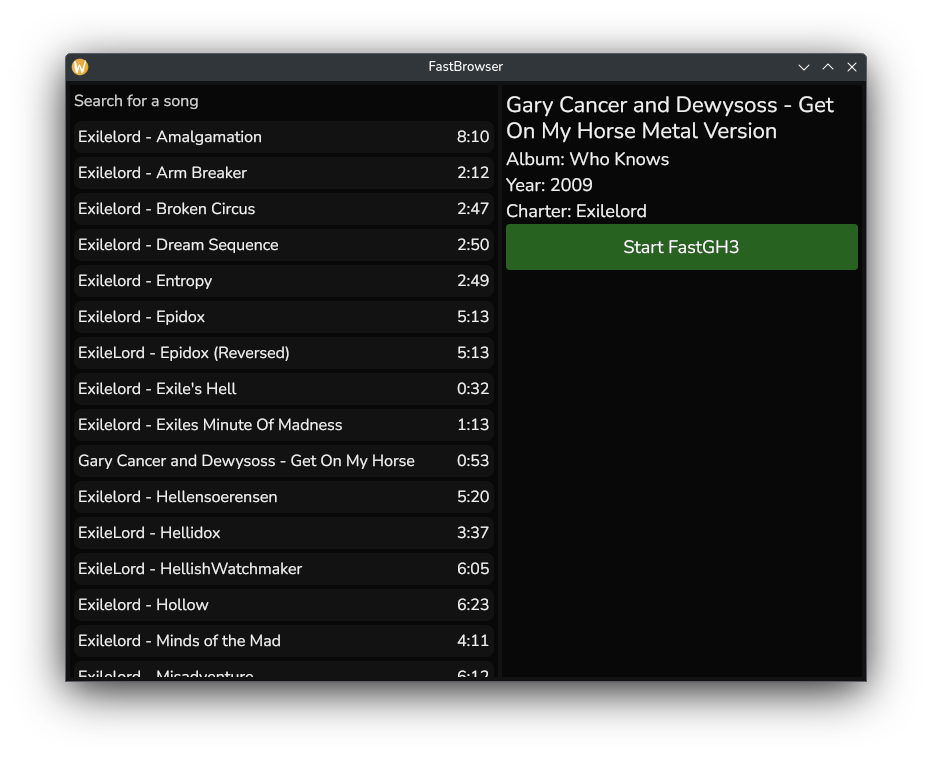 FastBrowser
Search for a song
Exilelord - Amalgamation 8:10
Exilelord - Arm Breaker 2:12
Exilelord - Broken Circus 2:47
Exilelord - Dream Sequence 2:50
Exilelord - Entropy 2:49
Exilelord - Epidox 5:13
ExileLord - Epidox (Reversed) 5:13
Exilelord - Exile's Hell 0:32
Exilelord - Exiles Minute Of Madness 1:13
Gary Cancer and Dewysoss - Get On My Horse 0:53
Exilelord - Hellensoerensen 5:20
ExileLord - Hellidox 3:37
ExileLord - HellishWatchmaker 6:05
Exilelord - Hollow 6:23
Exilelord - Minds of the Mad 4:11
Exilelord - Misadventure 6:12
Gary Cancer and Dewysoss - Get
On My Horse Metal Version
Album: Who Knows
Year: 2009
Charter: Exilelord
Start FastGH3